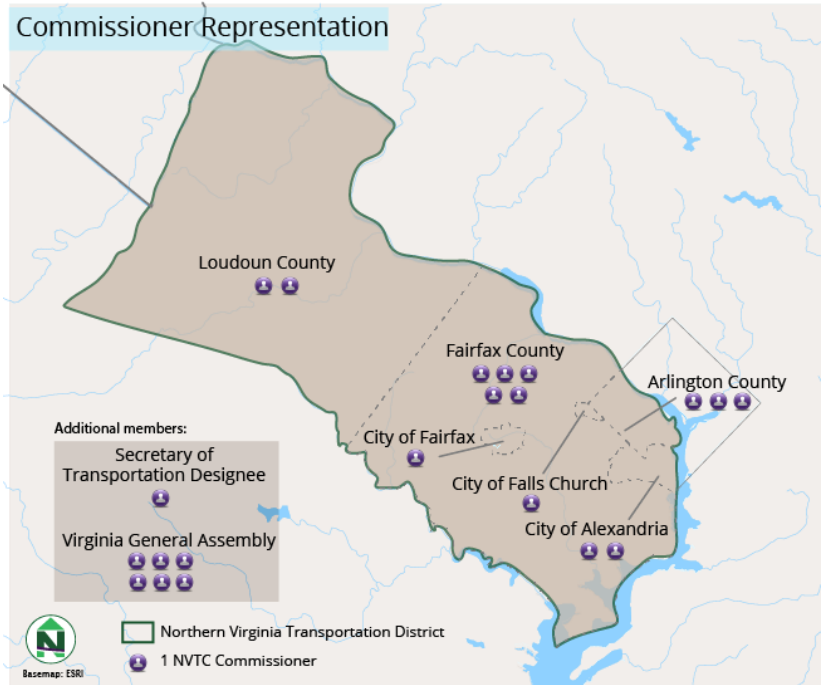 Commissioner Representation
Loudoun County
Fairfax County
Arlington County
City of Fairfax
City of Falls Church
City of Alexandria
Additional members:
Secretary of
Transportation Designee
Virginia General Assembly
Northern Virginia Transportation District
1 NVTC Commissioner
N
Basemap: ESRI